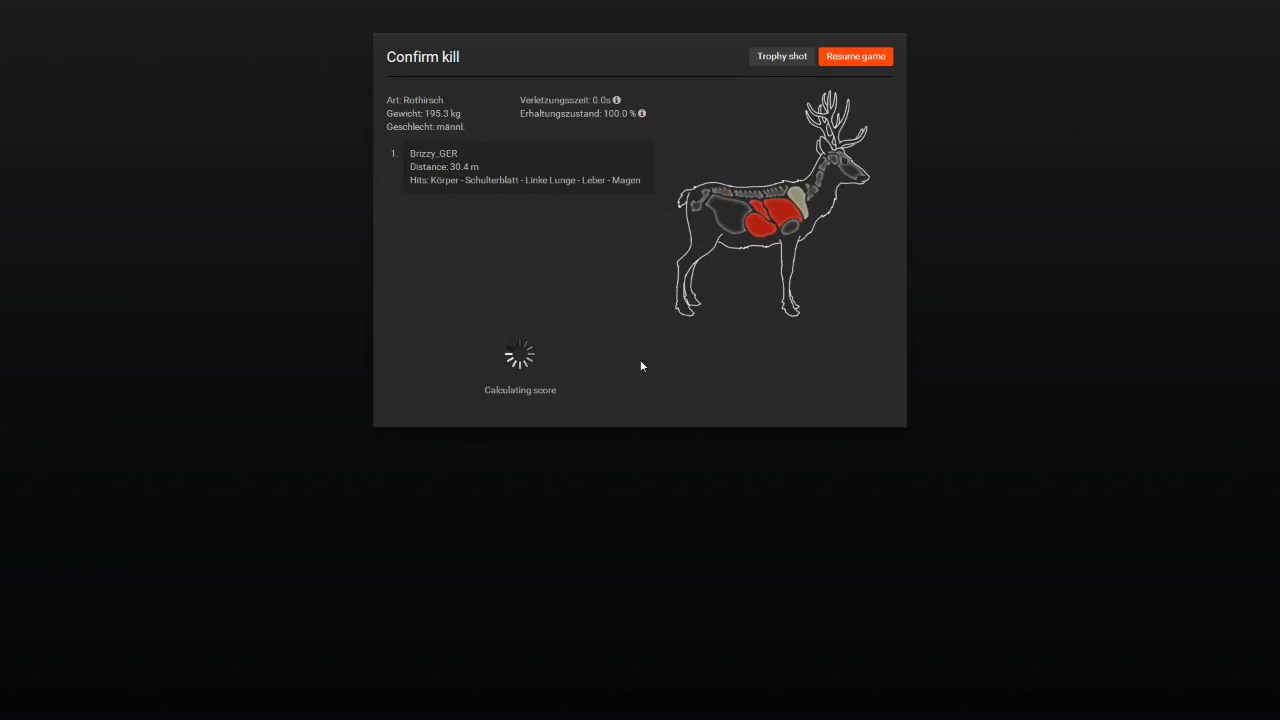 Confirm kill
Trophy shot
Resume game
Art: Rothirsch
Gewicht: 195.3 kg
Geschlecht: männl.
Verletzungsszeit: 0.0s
Erhaltungszustand: 100.0 %
1. Brizzy_GER
Distance: 30.4 m
Hits: Körper - Schulterblatt - Linke Lunge - Leber - Magen
Calculating score